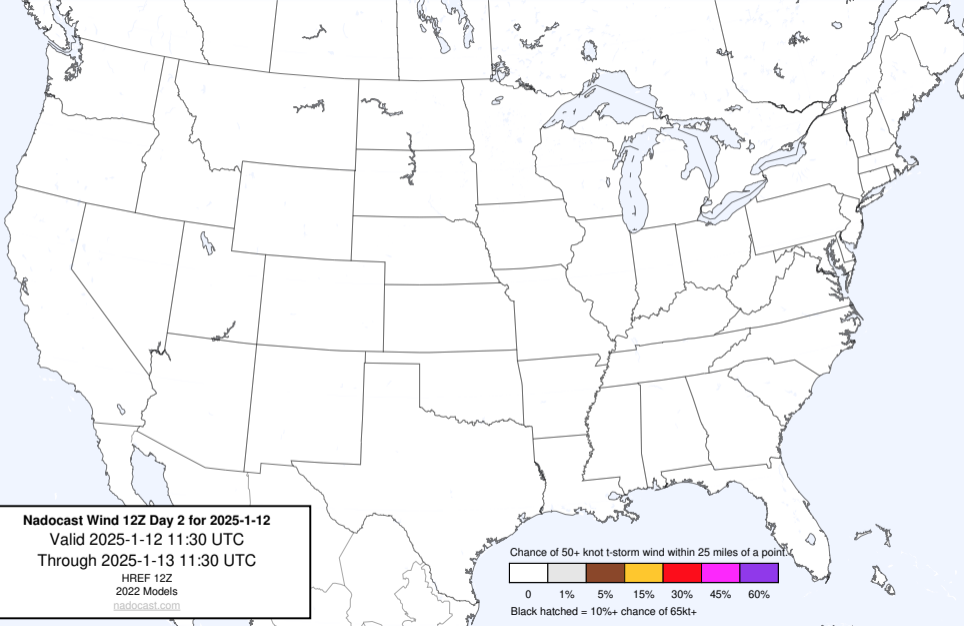 Nadocast Wind 12Z Day 2 for 2025-1-12
Valid 2025-1-12 11:30 UTC
Through 2025-1-13 11:30 UTC
HREF 12Z
2022 Models
nadocast.com
Chance of 50+ knot t-storm wind within 25 miles of a point.
0 1% 5% 15% 30% 45% 60%
Black hatched = 10%+ chance of 65kt+